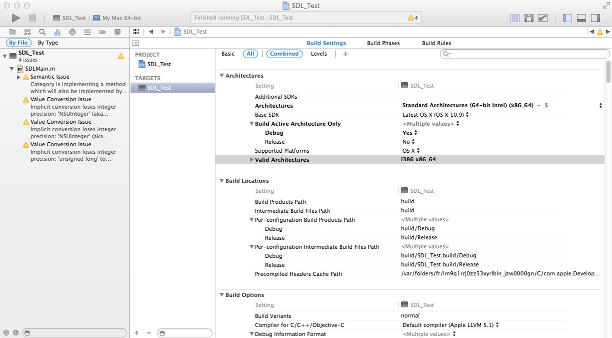 SDL_Test
SDL_Test › My Mac 64-bit
Finished running SDL_Test : SDL_Test
4
SDL_Test
By File By Type
SDL_Test
4 issues
SDLMain.m
Semantic Issue
Category is implementing a method
which will also be implemented by…
Value Conversion Issue
Implicit conversion loses integer
precision: 'NSUInteger' (aka…
Value Conversion Issue
Implicit conversion loses integer
precision: 'NSUInteger' (aka…
Value Conversion Issue
Implicit conversion loses integer
precision: 'unsigned long' to…
PROJECT
SDL_Test
TARGETS
SDL_Test
Build Settings Build Phases Build Rules
Basic All Combined Levels +
Architectures
Setting SDL_Test
Additional SDKs
Architectures Standard Architectures (64-bit Intel) (x86_64) - $
Base SDK Latest OS X (OS X 10.9)
Build Active Architecture Only <Multiple values>
Debug Yes
Release No
Supported Platforms OS X
Valid Architectures i386 x86_64
Build Locations
Setting SDL_Test
Build Products Path build
Intermediate Build Files Path build
Per-configuration Build Products Path <Multiple values>
Debug build/Debug
Release build/Release
Per-configuration Intermediate Build Files Path <Multiple values>
Debug build/SDL_Test.build/Debug
Release build/SDL_Test.build/Release
Precompiled Headers Cache Path
Build Options
Setting SDL_Test
Build Variants normal
Compiler for C/C++/Objective-C Default compiler (Apple LLVM 5.1)
Debug Information Format <Multiple values>